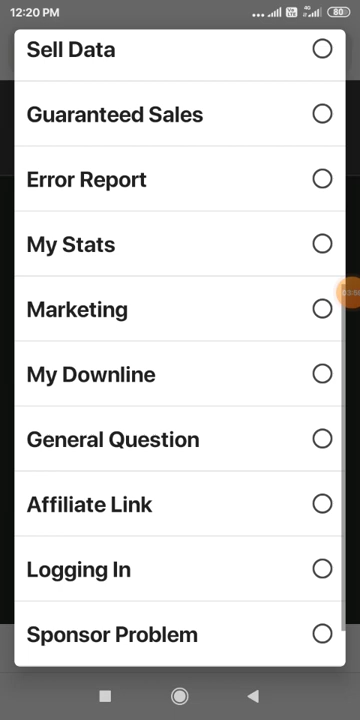 12:20 PM
80
Sell Data
Guaranteed Sales
Error Report
My Stats
Marketing
My Downline
General Question
Affiliate Link
Logging In
Sponsor Problem